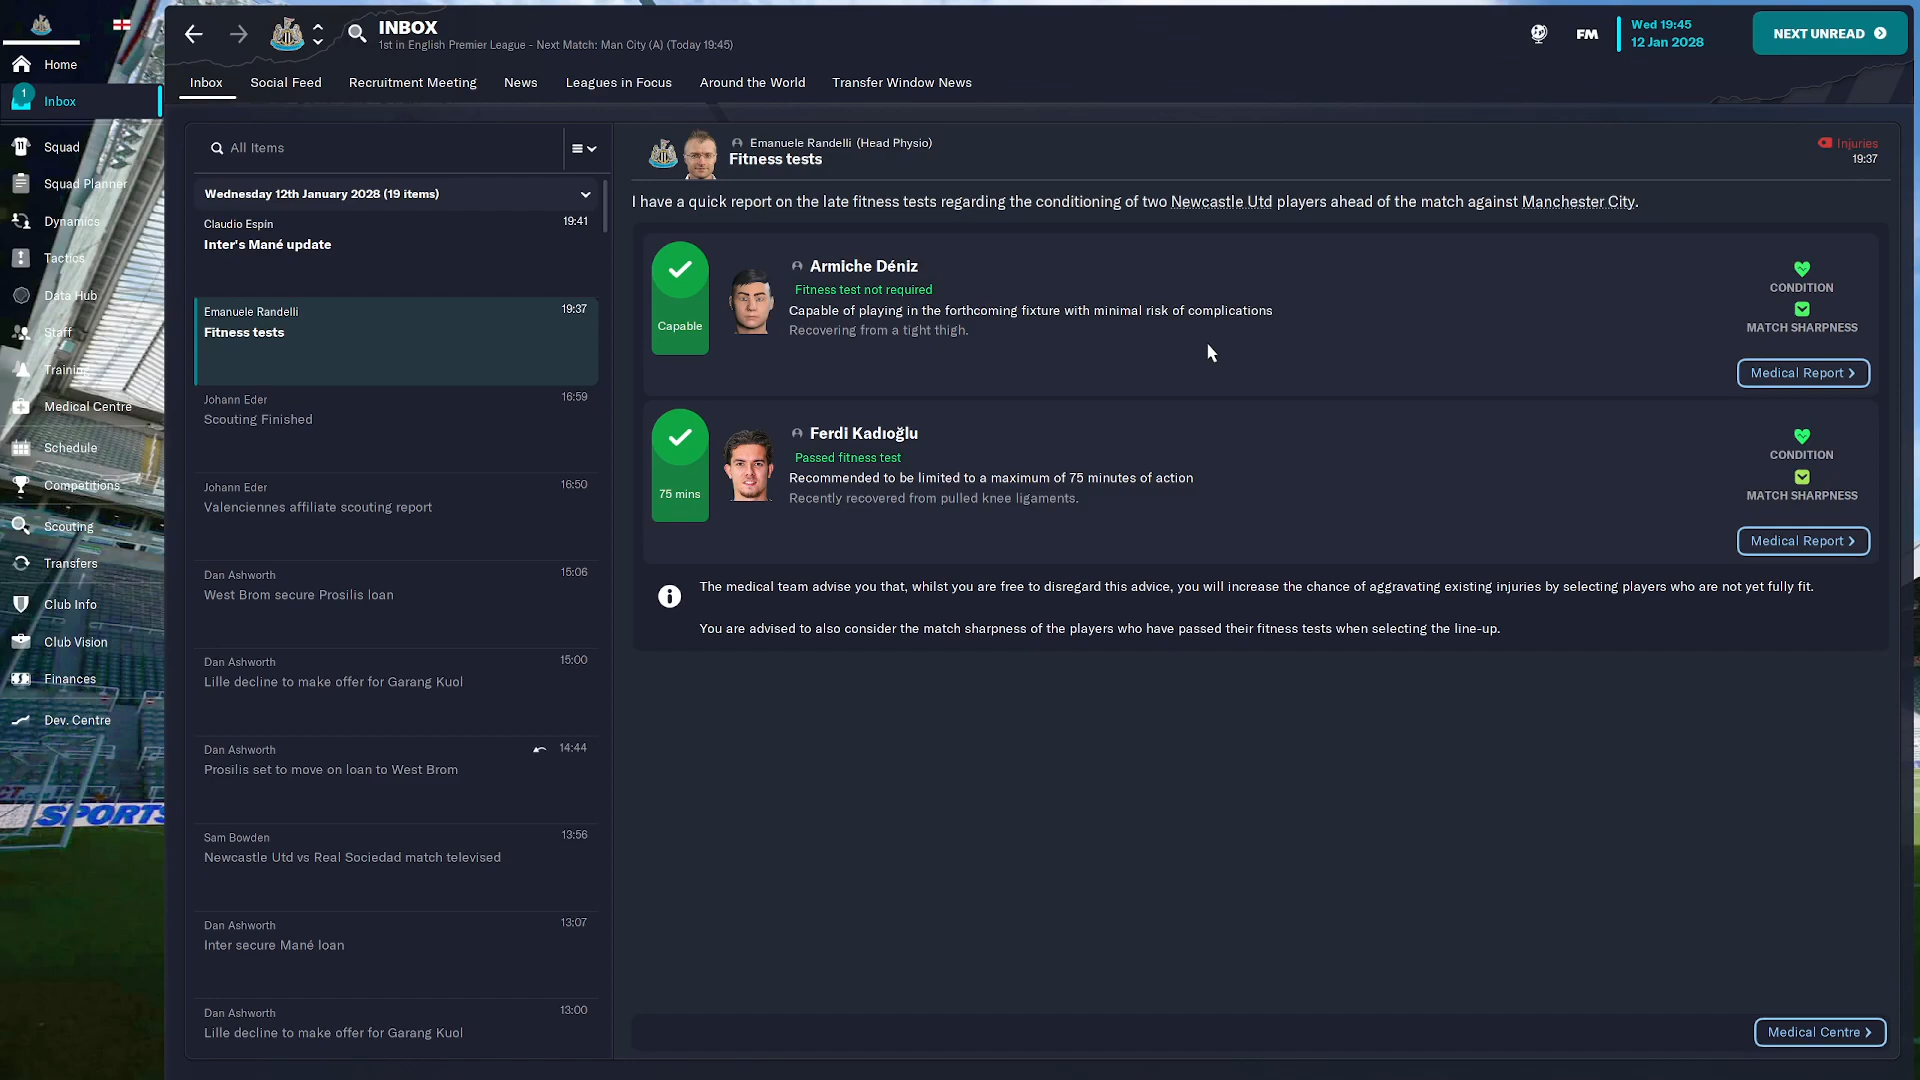 INBOX
1st in English Premier League - Next Match: Man City (A) (Today 19:45)
FM
Wed 19:45
12 Jan 2028
NEXT UNREAD
Inbox
Social Feed
Recruitment Meeting
News
Leagues in Focus
Around the World
Transfer Window News
Home
1
Inbox
Squad
Squad Planner
Dynamics
Tactics
Data Hub
Staff
Training
Medical Centre
Schedule
Competitions
Scouting
Transfers
Club Info
Club Vision
Finances
Dev. Centre
SPORTS
All Items
Wednesday 12th January 2028 (19 items)
Claudio Espín
19:41
Inter's Mané update
Emanuele Randelli
19:37
Fitness tests
Johann Eder
16:59
Scouting Finished
Johann Eder
16:50
Valenciennes affiliate scouting report
Dan Ashworth
15:06
West Brom secure Prosilis loan
Dan Ashworth
15:00
Lille decline to make offer for Garang Kuol
Dan Ashworth
14:44
Prosilis set to move on loan to West Brom
Sam Bowden
13:56
Newcastle Utd vs Real Sociedad match televised
Dan Ashworth
13:07
Inter secure Mané loan
Dan Ashworth
13:00
Lille decline to make offer for Garang Kuol
Emanuele Randelli (Head Physio)
Fitness tests
Injuries
19:37
I have a quick report on the late fitness tests regarding the conditioning of two Newcastle Utd players ahead of the match against Manchester City.
Capable
Armiche Déniz
Fitness test not required
Capable of playing in the forthcoming fixture with minimal risk of complications
Recovering from a tight thigh.
CONDITION
MATCH SHARPNESS
Medical Report
75 mins
Ferdi Kadıoğlu
Passed fitness test
Recommended to be limited to a maximum of 75 minutes of action
Recently recovered from pulled knee ligaments.
CONDITION
MATCH SHARPNESS
Medical Report
The medical team advise you that, whilst you are free to disregard this advice, you will increase the chance of aggravating existing injuries by selecting players who are not yet fully fit.
You are advised to also consider the match sharpness of the players who have passed their fitness tests when selecting the line-up.
Medical Centre